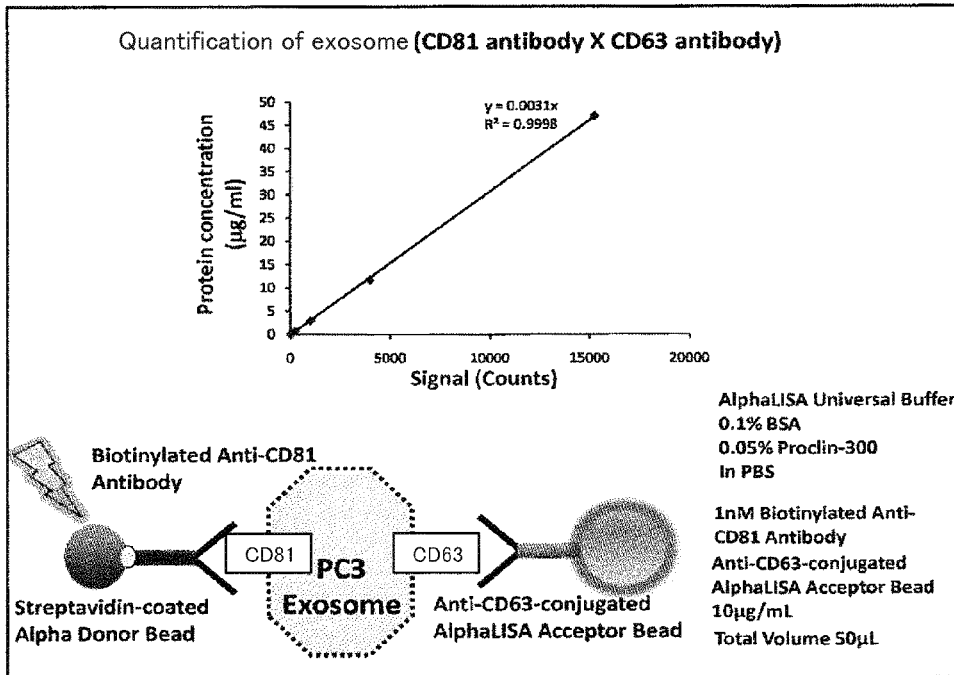 Quantification of exosome (CD81 antibody X CD63 antibody)
Protein concentration
(µg/ml)
50
45
40
35
30
25
20
15
10
5
0
y = 0.0031x
R² = 0.9998
0
5000
10000
15000
20000
Signal (Counts)
AlphaLISA Universal Buffer
0.1% BSA
0.05% Proclin-300
In PBS
Biotinylated Anti-CD81
Antibody
CD81
PC3
Exosome
CD63
Streptavidin-coated
Alpha Donor Bead
Anti-CD63-conjugated
AlphaLISA Acceptor Bead
1nM Biotinylated Anti-
CD81 Antibody
Anti-CD63-conjugated
AlphaLISA Acceptor Bead
10µg/mL
Total Volume 50µL